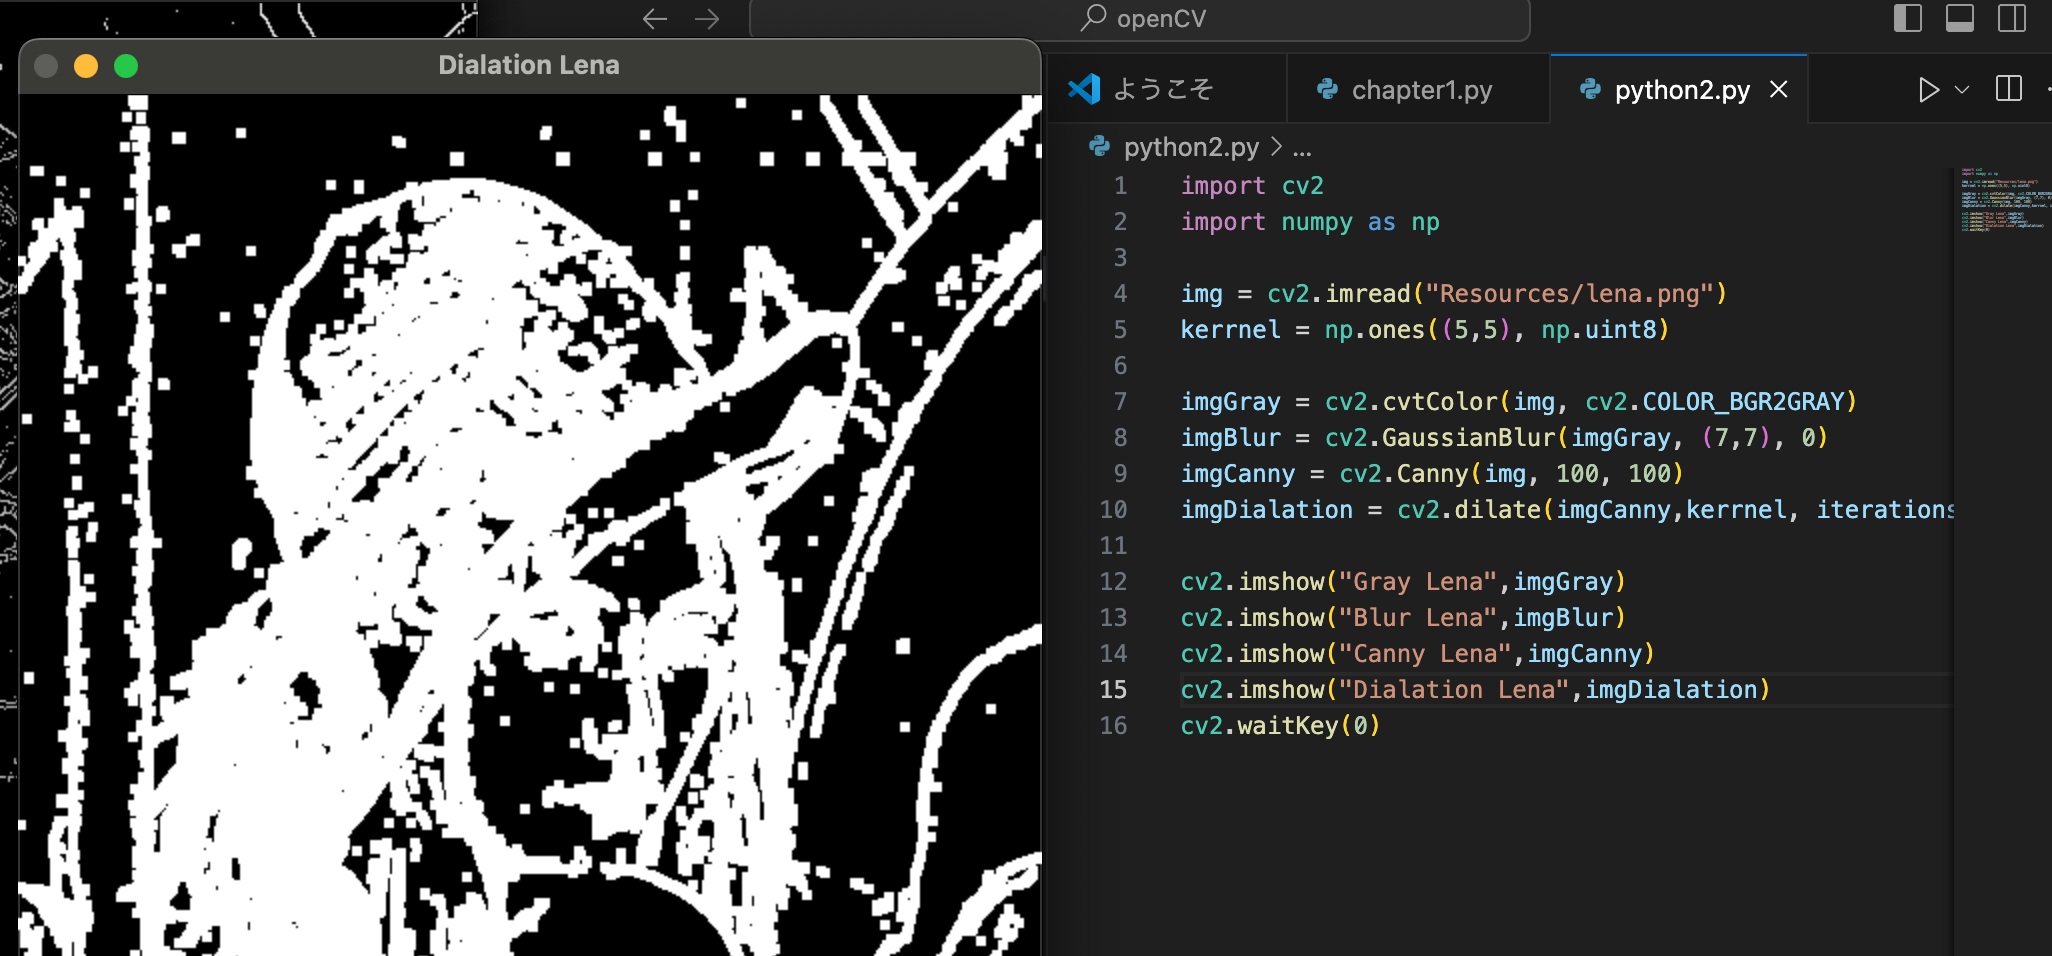 openCV
Dialation Lena
ようこそ
chapter1.py
python2.py
python2.py > ...
1 import cv2
2 import numpy as np
3
4 img = cv2.imread("Resources/lena.png")
5 kerrnel = np.ones((5,5), np.uint8)
6
7 imgGray = cv2.cvtColor(img, cv2.COLOR_BGR2GRAY)
8 imgBlur = cv2.GaussianBlur(imgGray, (7,7), 0)
9 imgCanny = cv2.Canny(img, 100, 100)
10 imgDialation = cv2.dilate(imgCanny,kerrnel, iterations
11
12 cv2.imshow("Gray Lena",imgGray)
13 cv2.imshow("Blur Lena",imgBlur)
14 cv2.imshow("Canny Lena",imgCanny)
15 cv2.imshow("Dialation Lena",imgDialation)
16 cv2.waitKey(0)